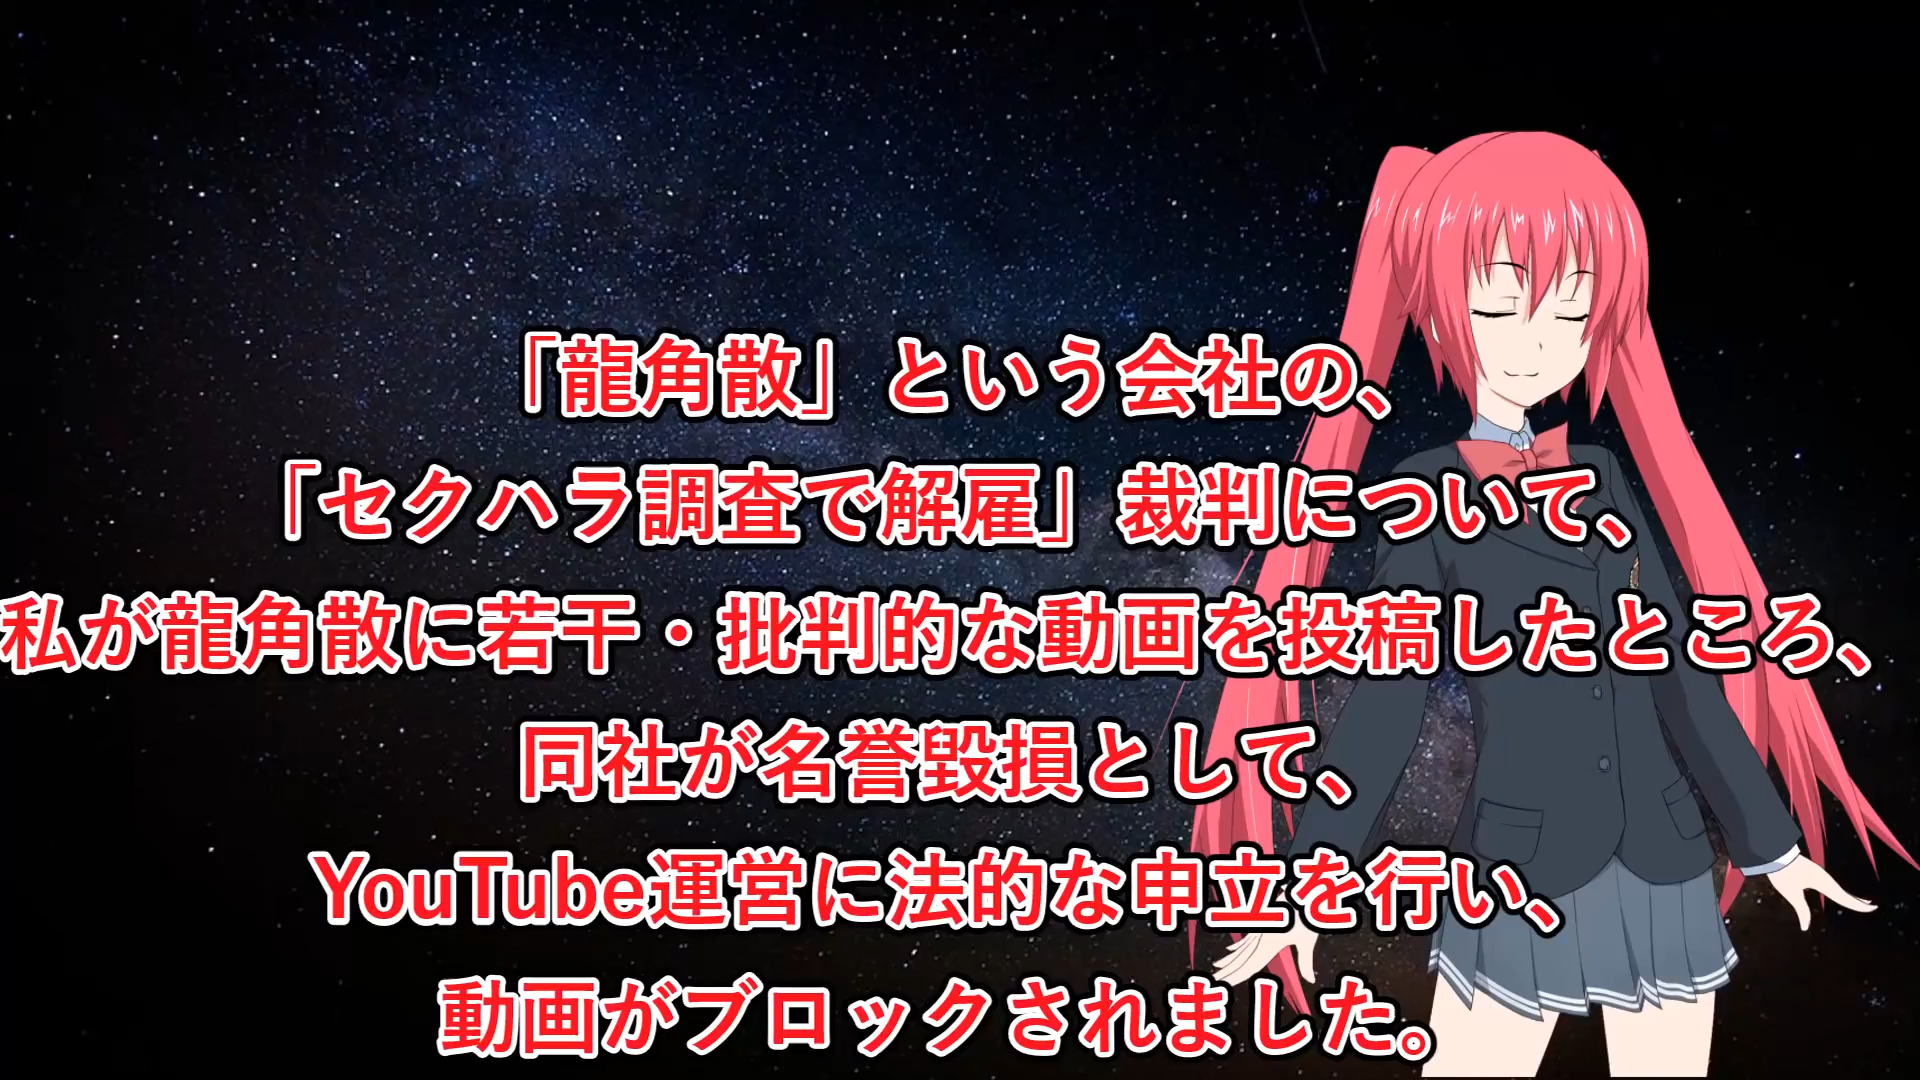 「龍角散」という会社の、
「セクハラ調査で解雇」裁判について、
私が龍角散に若干・批判的な動画を投稿したところ、
同社が名誉毀損として、
YouTube運営に法的な申立を行い、
動画がブロックされました。